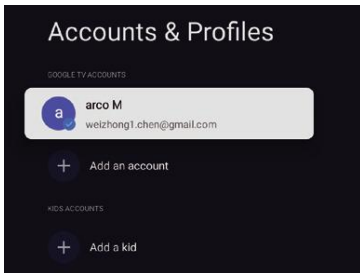 Accounts & Profiles
GOOGLE TV ACCOUNTS
a
arco M
weizhong1.chen@gmail.com
+ Add an account
KIDS ACCOUNTS
+ Add a kid